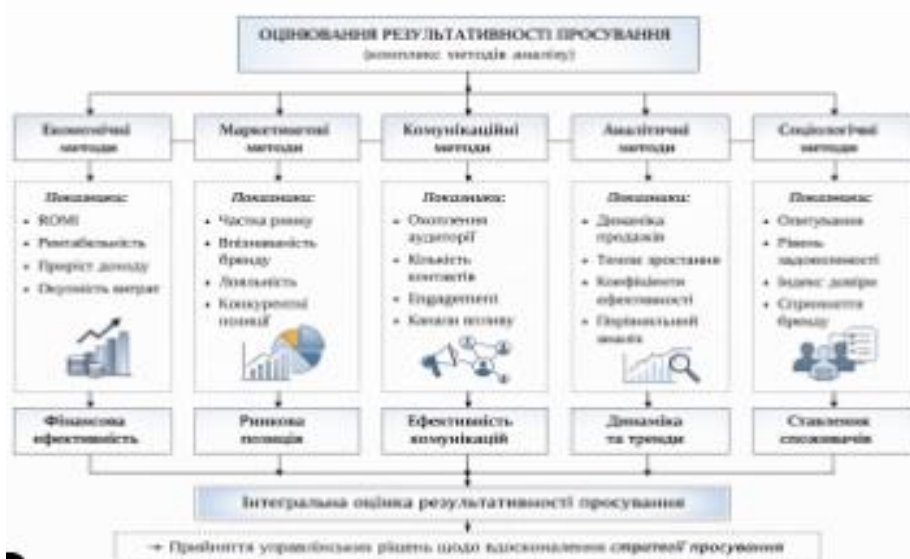 ОЦІНЮВАННЯ РЕЗУЛЬТАТИВНОСТІ ПРОСУВАННЯ
(комплекс методів аналізу)
Економічні
методи
Маркетингові
методи
Комунікаційні
методи
Аналітичні
методи
Соціологічні
методи
Показники:
• ROMI
• Рентабельність
• Приріст доходу
• Окупність витрат
Показники:
• Частка ринку
• Впізнаваність
бренду
• Лояльність
• Конкурентні
позиції
Показники:
• Охоплення
аудиторії
• Кількість
контактів
• Engagement
• Канали впливу
Показники:
• Динаміка
продажів
• Темпи зростання
• Коефіцієнти
ефективності
• Порівняльний
аналіз
Показники:
• Опитування
• Рівень
задоволеності
• Індекс довіри
• Сприйняття
бренду
Фінансова
ефективність
Ринкова
позиція
Ефективність
комунікацій
Динаміка
та тренди
Ставлення
споживачів
Інтегральна оцінка результативності просування
→ Прийняття управлінських рішень щодо вдосконалення стратегії просування